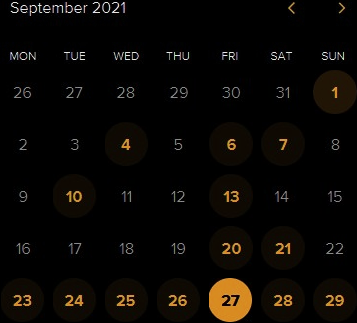 September 2021
MON TUE WED THU FRI SAT SUN
26 27 28 29 30 31 1
2 3 4 5 6 7 8
9 10 11 12 13 14 15
16 17 18 19 20 21 22
23 24 25 26 27 28 29